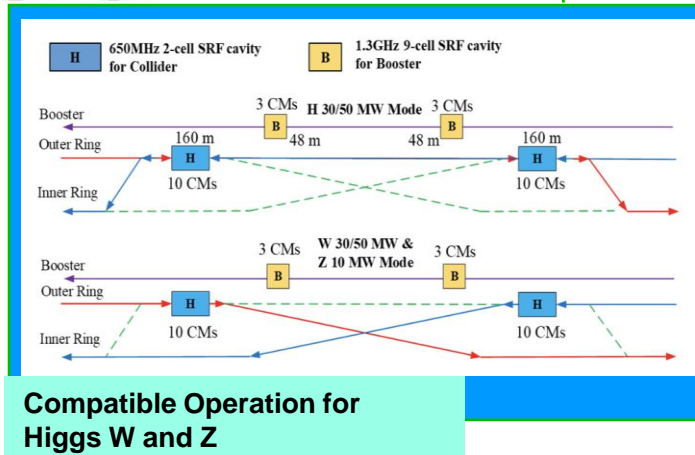 H
650MHz 2-cell SRF cavity
for Collider
B
1.3GHz 9-cell SRF cavity
for Booster
Booster
3 CMs
H 30/50 MW Mode
3 CMs
B
B
Outer Ring
160 m
48 m
48 m
160 m
H
H
10 CMs
10 CMs
Inner Ring
W 30/50 MW &
Z 10 MW Mode
3 CMs
3 CMs
Booster
B
B
Outer Ring
H
H
10 CMs
10 CMs
Inner Ring
Compatible Operation for
Higgs W and Z